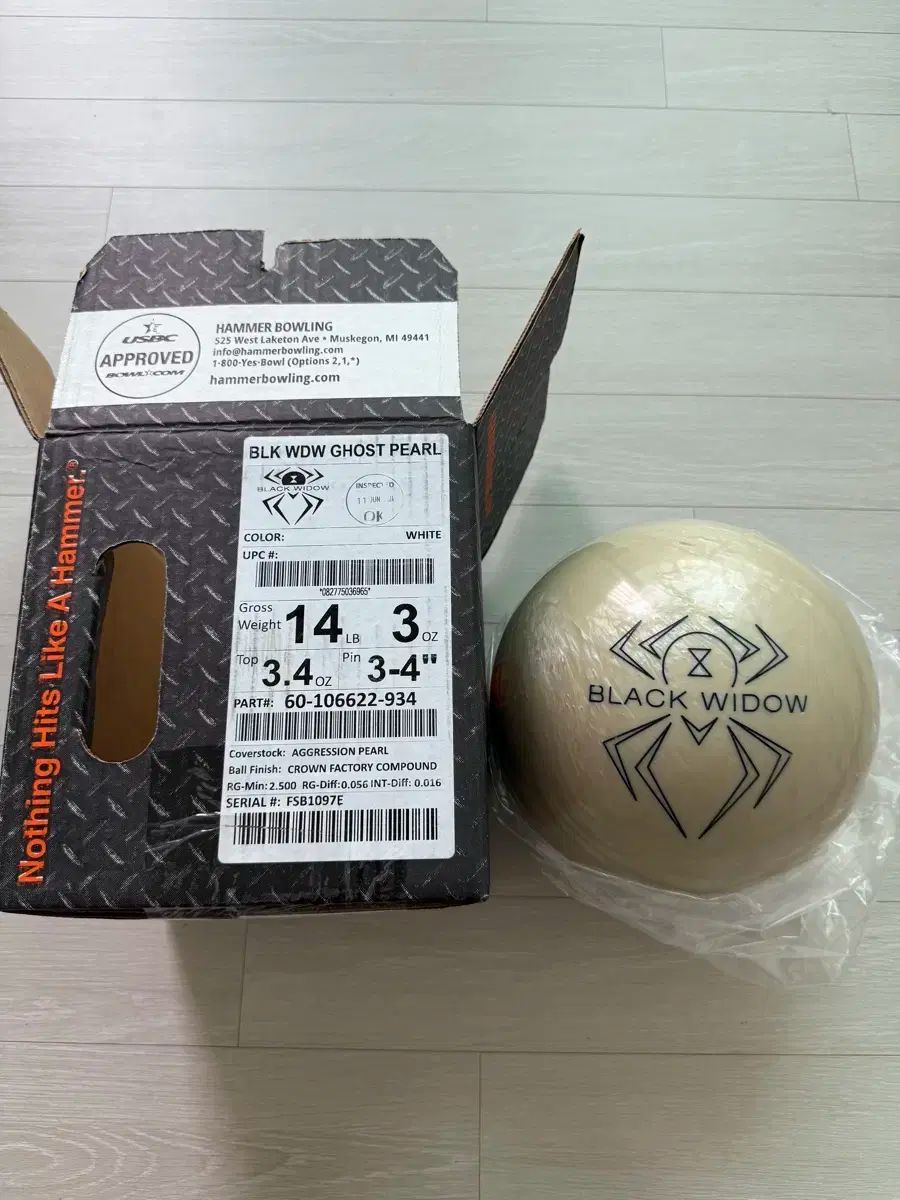 USBC
APPROVED
BOWL COM
HAMMER BOWLING
525 West Laketon Ave • Muskegon, MI 49441
info@hammerbowling.com
1-800-Yes-Bowl (Options 2,1,*)
hammerbowling.com
Nothing Hits Like A Hammer.®
BLK WDW GHOST PEARL
BLACK WIDOW
11 JUN
OK
COLOR: WHITE
UPC #:
*082775036965*
Gross Weight 14 LB 3 OZ
Top 3.4 OZ Pin 3-4"
PART#: 60-106622-934
Coverstock: AGGRESSION PEARL
Ball Finish: CROWN FACTORY COMPOUND
RG-Min: 2.500 RG-Diff: 0.056 INT-Diff: 0.016
SERIAL #: FSB1097E
BLACK WIDOW